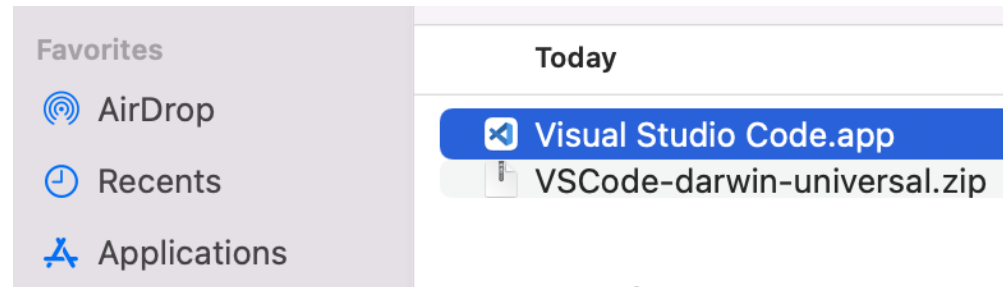 Favorites
AirDrop
Recents
Applications
Today
Visual Studio Code.app
VSCode-darwin-universal.zip